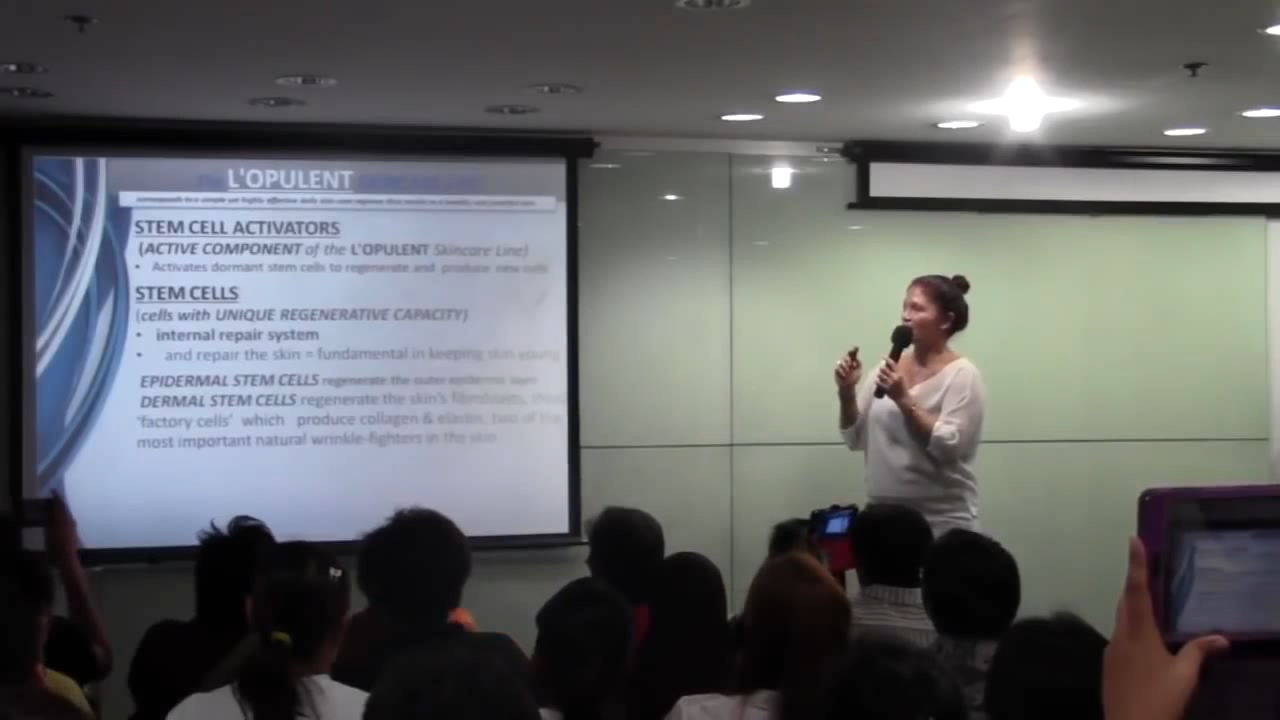 L'OPULENT
STEM CELL ACTIVATORS
(ACTIVE COMPONENT of the L'OPULENT Skincare Line)
• Activates dormant stem cells to regenerate and produce new cells
STEM CELLS
(cells with UNIQUE REGENERATIVE CAPACITY)
• internal repair system
• and repair the skin = fundamental in keeping skin young
EPIDERMAL STEM CELLS regenerate the outer epidermic layer
DERMAL STEM CELLS regenerate the skin's fibroblasts,
'factory cells' which produce collagen & elastin, two of the
most important natural wrinkle-fighters in the skin